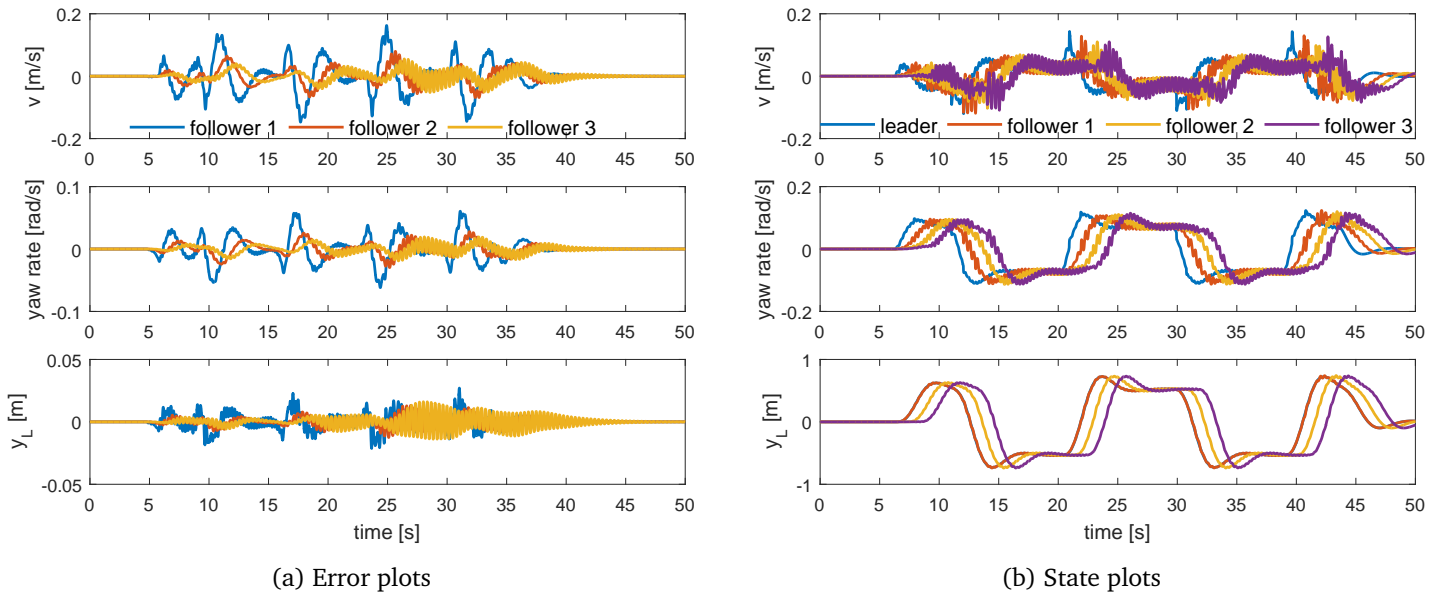 0.2
0
-0.2
v [m/s]
follower 1 follower 2 follower 3
0 5 10 15 20 25 30 35 40 45 50
0.1
0
-0.1
yaw rate [rad/s]
0 5 10 15 20 25 30 35 40 45 50
0.05
0
-0.05
y_L [m]
0 5 10 15 20 25 30 35 40 45 50
time [s]
(a) Error plots
0.2
0
-0.2
v [m/s]
leader follower 1 follower 2 follower 3
0 5 10 15 20 25 30 35 40 45 50
0.2
0
-0.2
yaw rate [rad/s]
0 5 10 15 20 25 30 35 40 45 50
1
0
-1
y_L [m]
0 5 10 15 20 25 30 35 40 45 50
time [s]
(b) State plots